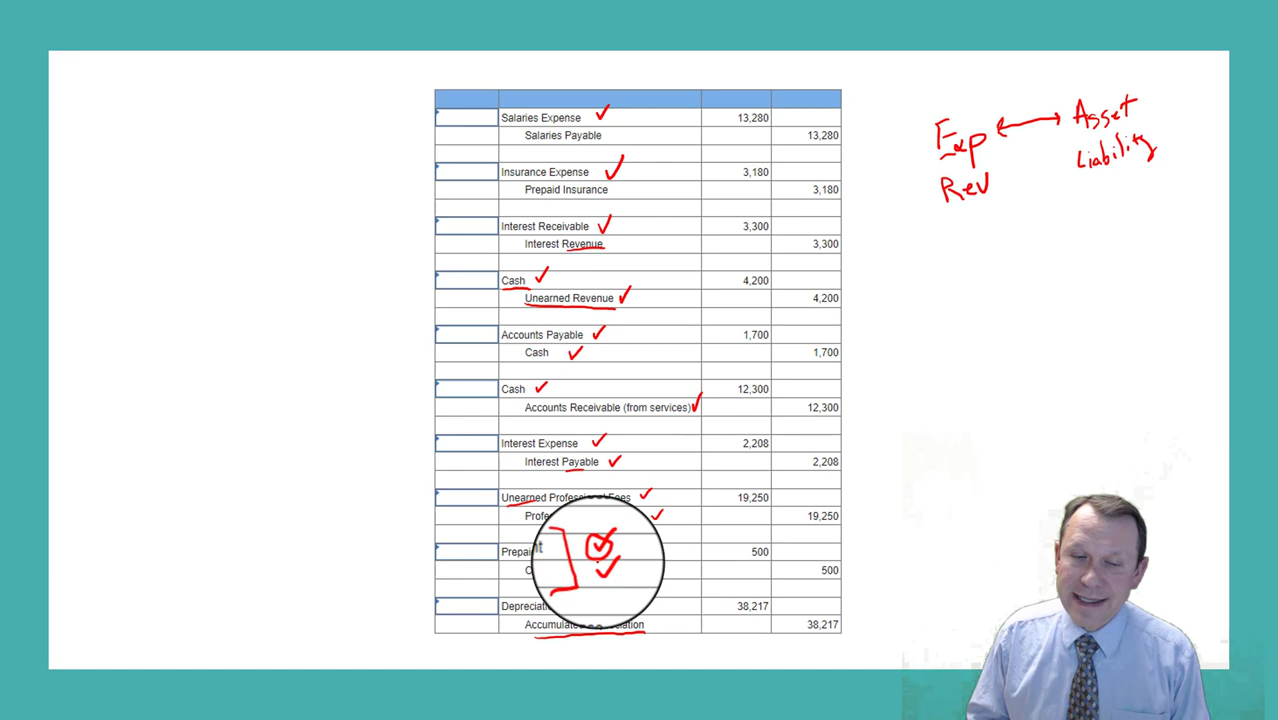 Salaries Expense 13,280
Salaries Payable 13,280
Insurance Expense 3,180
Prepaid Insurance 3,180
Interest Receivable 3,300
Interest Revenue 3,300
Cash 4,200
Unearned Revenue 4,200
Accounts Payable 1,700
Cash 1,700
Cash 12,300
Accounts Receivable (from services) 12,300
Interest Expense 2,208
Interest Payable 2,208
Unearned Professional Fees 19,250
19,250
500
500
38,217
38,217
Exp Asset
Rev Liability